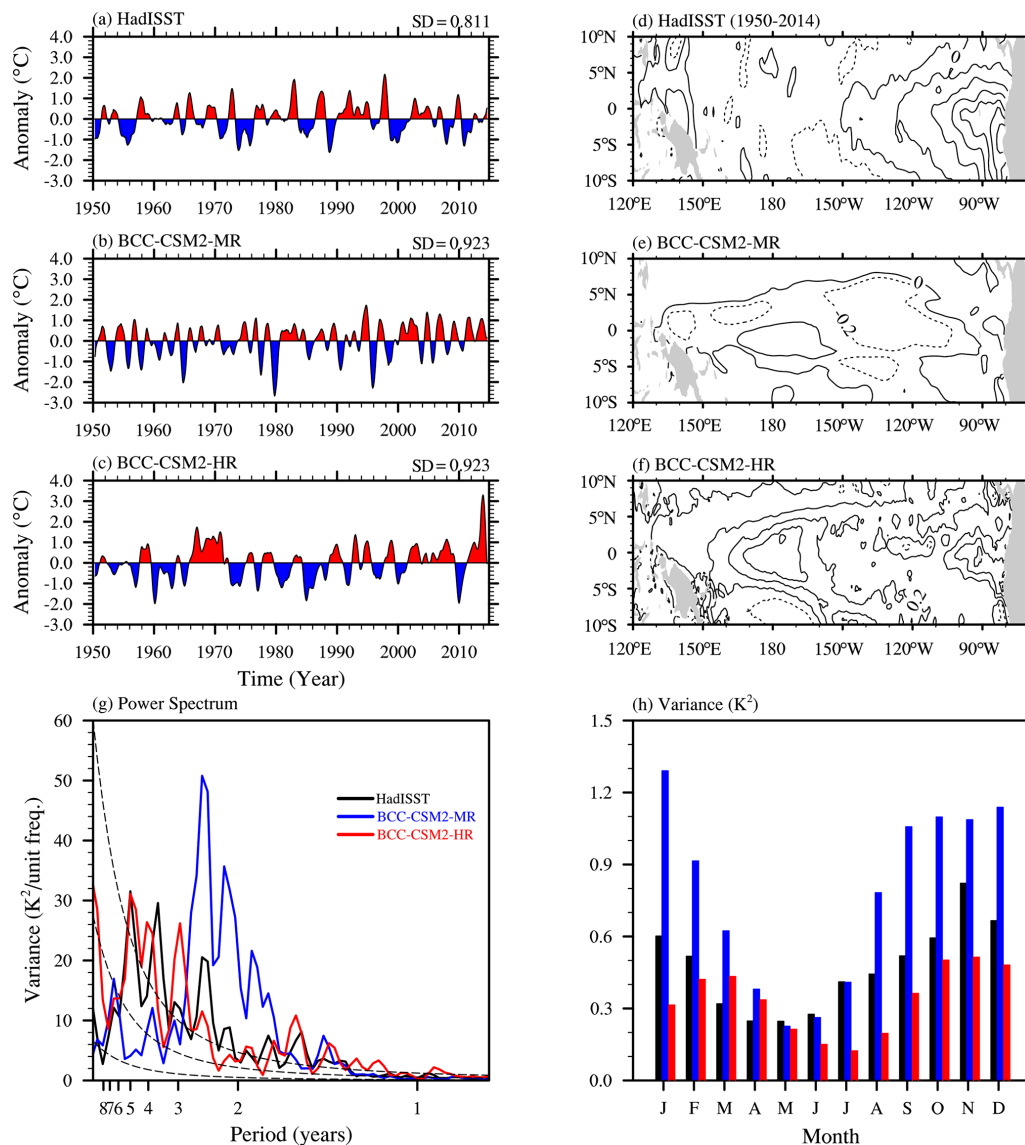 (a) HadISST SD = 0.811
4.0
3.0
2.0
1.0
0.0
-1.0
-2.0
-3.0
Anomaly (°C)
1950 1960 1970 1980 1990 2000 2010
(d) HadISST (1950-2014)
10°N
5°N
0
5°S
10°S
0
120°E 150°E 180 150°W 120°W 90°W
(b) BCC-CSM2-MR SD = 0.923
4.0
3.0
2.0
1.0
0.0
-1.0
-2.0
-3.0
Anomaly (°C)
1950 1960 1970 1980 1990 2000 2010
(e) BCC-CSM2-MR
10°N
5°N
0
5°S
10°S
0
-0.2
120°E 150°E 180 150°W 120°W 90°W
(c) BCC-CSM2-HR SD = 0.923
4.0
3.0
2.0
1.0
0.0
-1.0
-2.0
-3.0
Anomaly (°C)
1950 1960 1970 1980 1990 2000 2010
Time (Year)
(f) BCC-CSM2-HR
10°N
5°N
0
5°S
10°S
120°E 150°E 180 150°W 120°W 90°W
(g) Power Spectrum
60
50
40
30
20
10
0
Variance (K²/unit freq.)
HadISST
BCC-CSM2-MR
BCC-CSM2-HR
8 7 6 5 4 3 2 1
Period (years)
(h) Variance (K²)
1.5
1.2
0.9
0.6
0.3
0.0
J F M A M J J A S O N D
Month